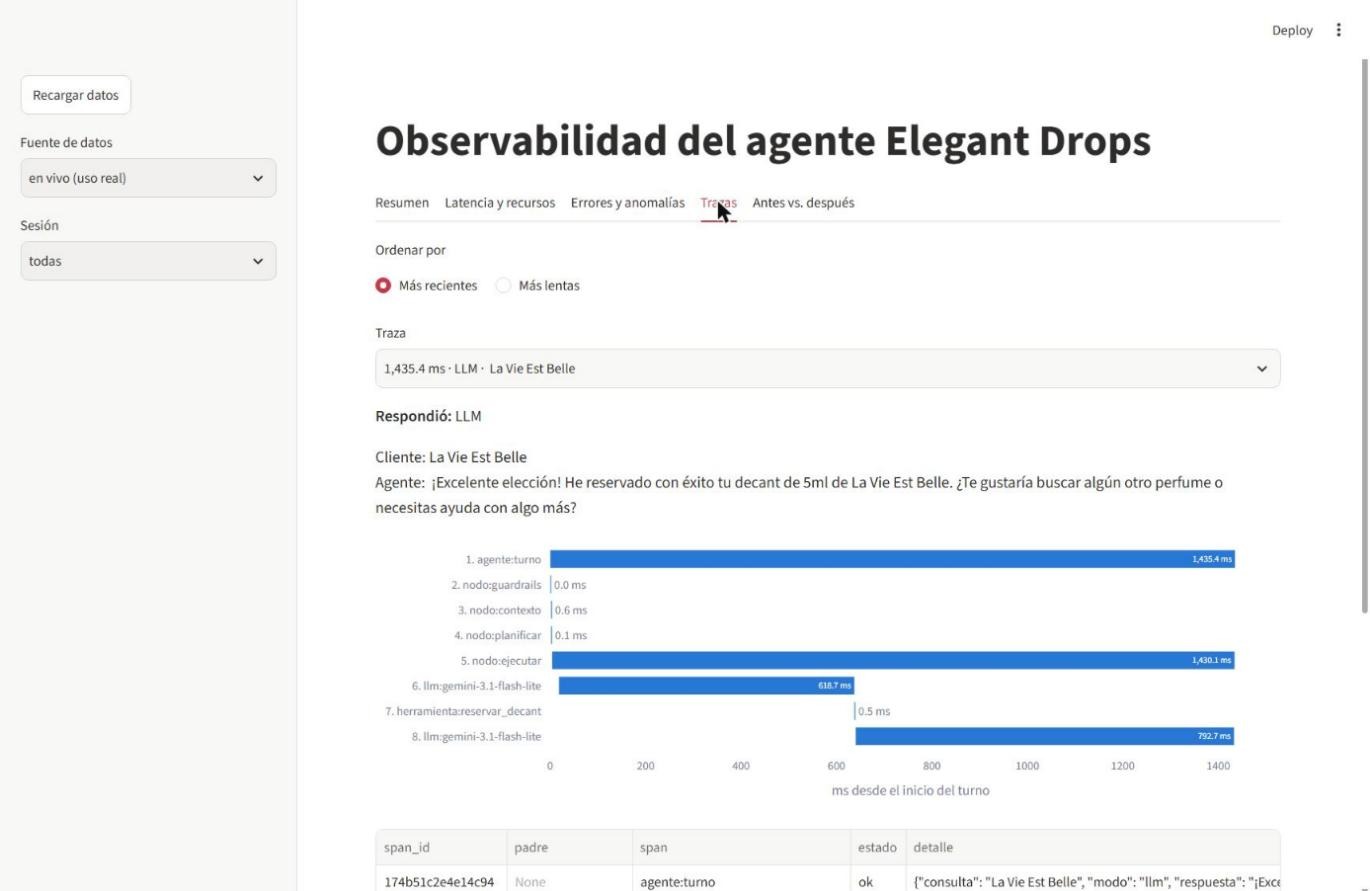 Deploy
Recargar datos
Fuente de datos
en vivo (uso real)
Sesión
todas
Observabilidad del agente Elegant Drops
Resumen Latencia y recursos Errores y anomalías Trazas Antes vs. después
Ordenar por
Más recientes Más lentas
Traza
1,435.4 ms · LLM · La Vie Est Belle
Respondió: LLM
Cliente: La Vie Est Belle
Agente: ¡Excelente elección! He reservado con éxito tu decant de 5ml de La Vie Est Belle. ¿Te gustaría buscar algún otro perfume o
necesitas ayuda con algo más?
1. agente:turno 1,435.4 ms
2. nodo:guardrails 0.0 ms
3. nodo:contexto 0.6 ms
4. nodo:planificar 0.1 ms
5. nodo:ejecutar 1,430.1 ms
6. llm:gemini-3.1-flash-lite 618.7 ms
7. herramienta:reservar_decant 0.5 ms
8. llm:gemini-3.1-flash-lite 792.7 ms
0 200 400 600 800 1000 1200 1400
ms desde el inicio del turno
span_id padre span estado detalle
174b51c2e4e14c94 None agente:turno ok {"consulta": "La Vie Est Belle", "modo": "llm", "respuesta": "¡Exce